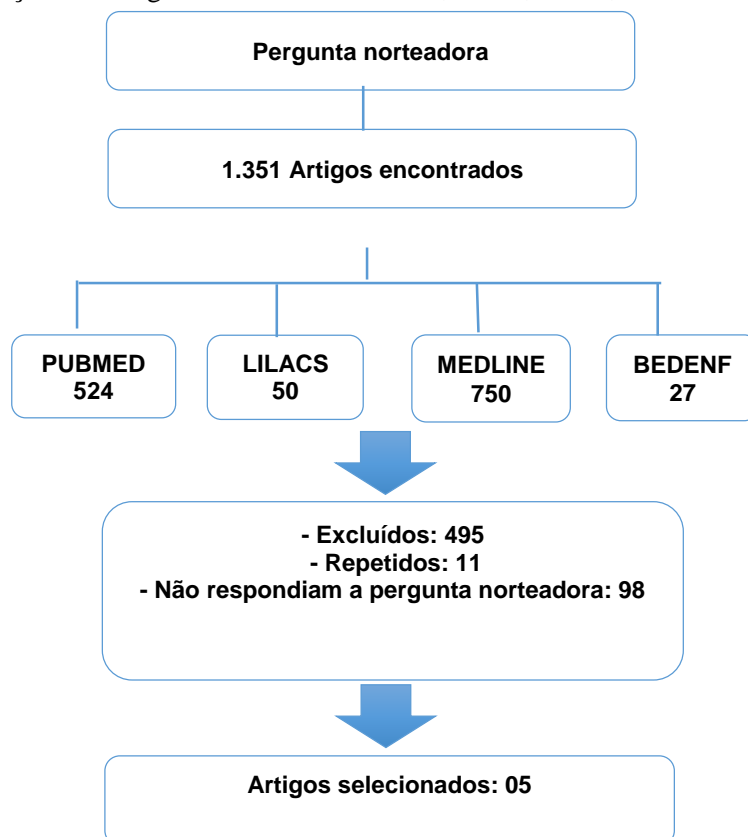 Pergunta norteadora
1.351 Artigos encontrados
PUBMED
524
LILACS
50
MEDLINE
750
BEDENF
27
- Excluídos: 495
- Repetidos: 11
- Não respondiam a pergunta norteadora: 98
Artigos selecionados: 05